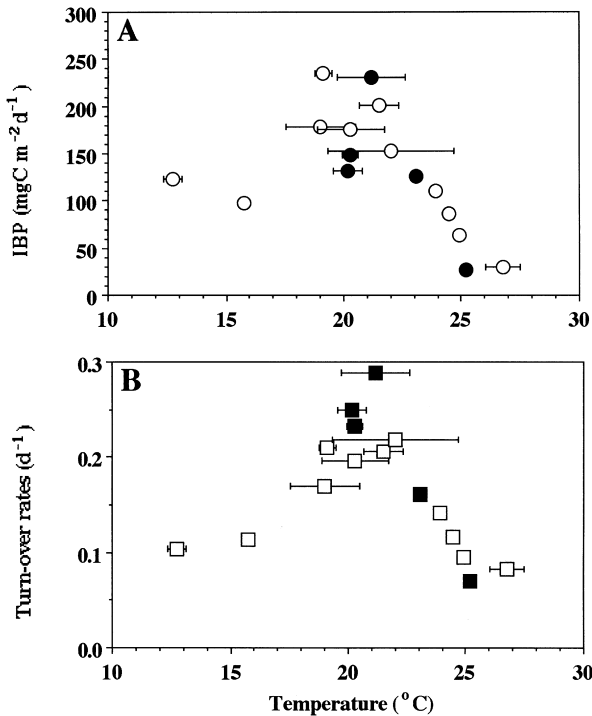 A
300
250
200
150
100
50
0
IBP (mgC m⁻² d⁻¹)
10 15 20 25 30
B
0.3
0.2
0.1
0.0
Turn-over rates (d⁻¹)
10 15 20 25 30
Temperature (°C)